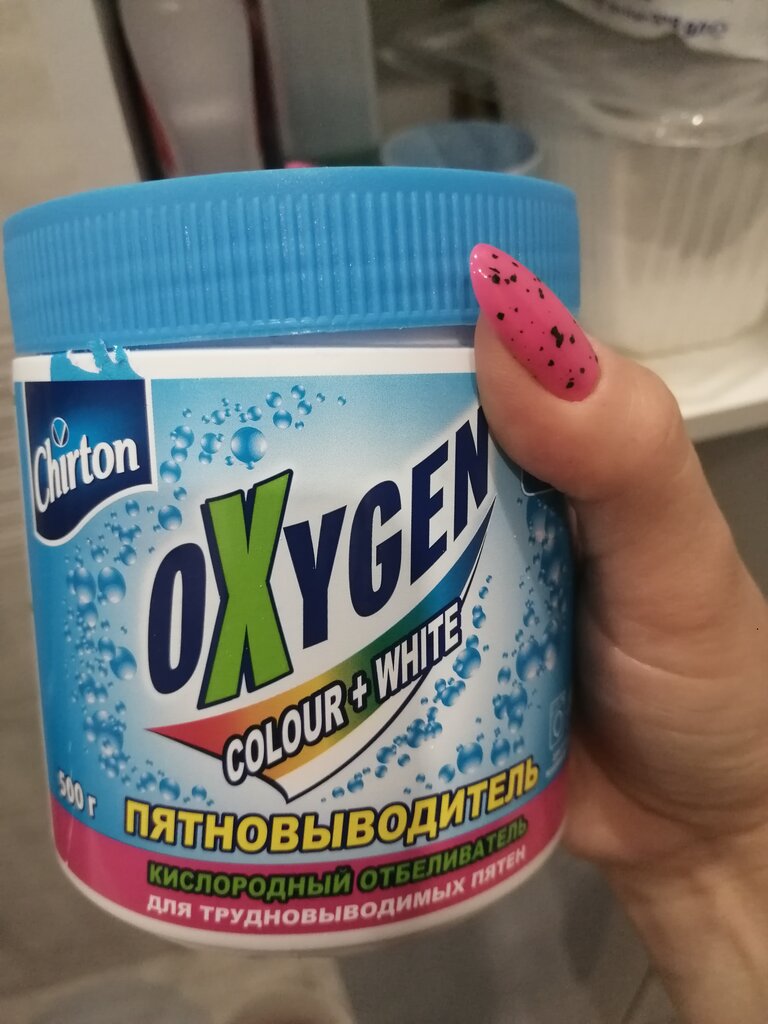 Chirton
OXYGEN
COLOUR + WHITE
500 г
ПЯТНОВЫВОДИТЕЛЬ
КИСЛОРОДНЫЙ ОТБЕЛИВАТЕЛЬ
ДЛЯ ТРУДНОВЫВОДИМЫХ ПЯТЕН